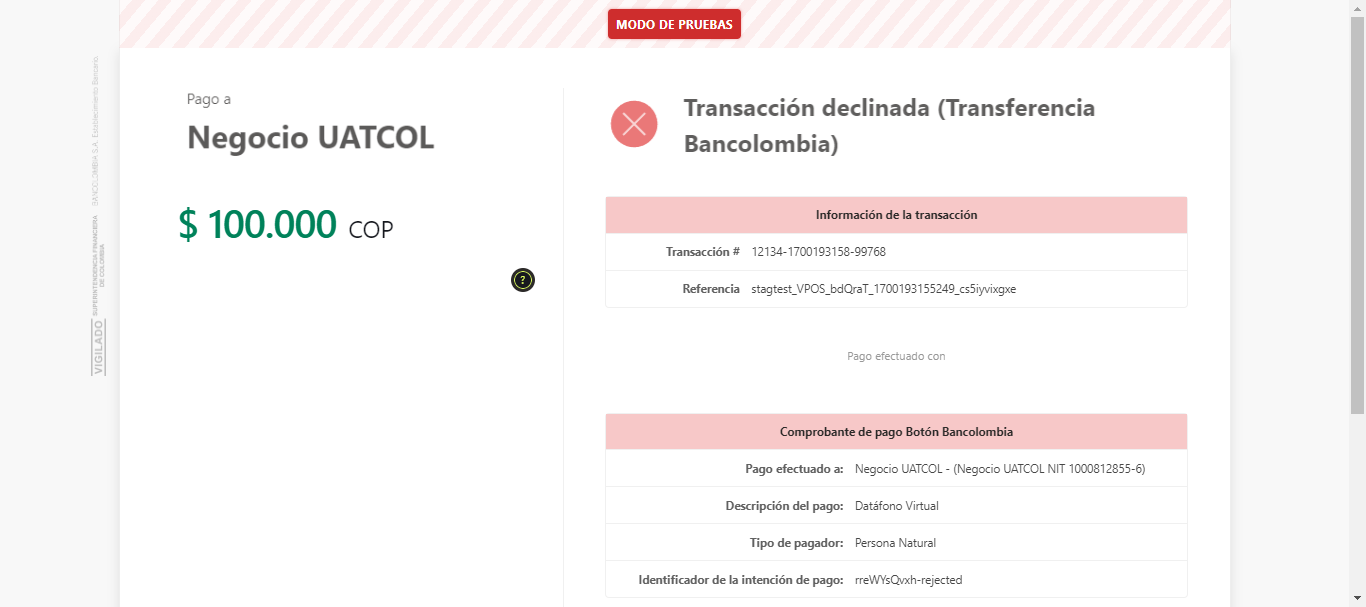 MODO DE PRUEBAS
VIGILADO
SUPERINTENDENCIA FINANCIERA
DE COLOMBIA
BANCOLOMBIA S.A. Establecimiento Bancario
Pago a
Negocio UATCOL
$ 100.000 COP
?
Transacción declinada (Transferencia
Bancolombia)
Información de la transacción
Transacción # 12134-1700193158-99768
Referencia stagtest_VPOS_bdQraT_1700193155249_cs5iyvixgxe
Pago efectuado con
Comprobante de pago Botón Bancolombia
Pago efectuado a: Negocio UATCOL - (Negocio UATCOL NIT 1000812855-6)
Descripción del pago: Datáfono Virtual
Tipo de pagador: Persona Natural
Identificador de la intención de pago: rreWYsQvxh-rejected